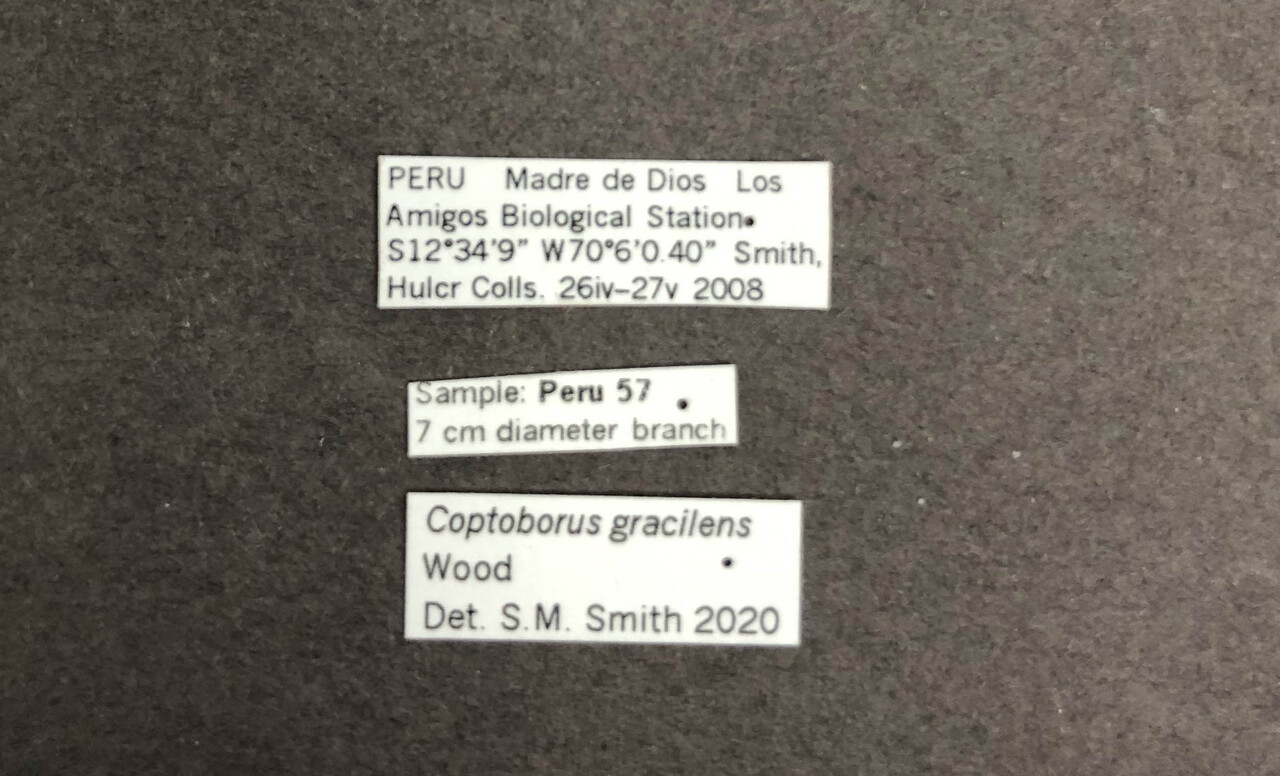 PERU Madre de Dios Los
Amigos Biological Station
S12°34'9" W70°6'0.40" Smith,
Hulcr Colls. 26iv–27v 2008
Sample: Peru 57
7 cm diameter branch
Coptoborus gracilens
Wood
Det. S.M. Smith 2020